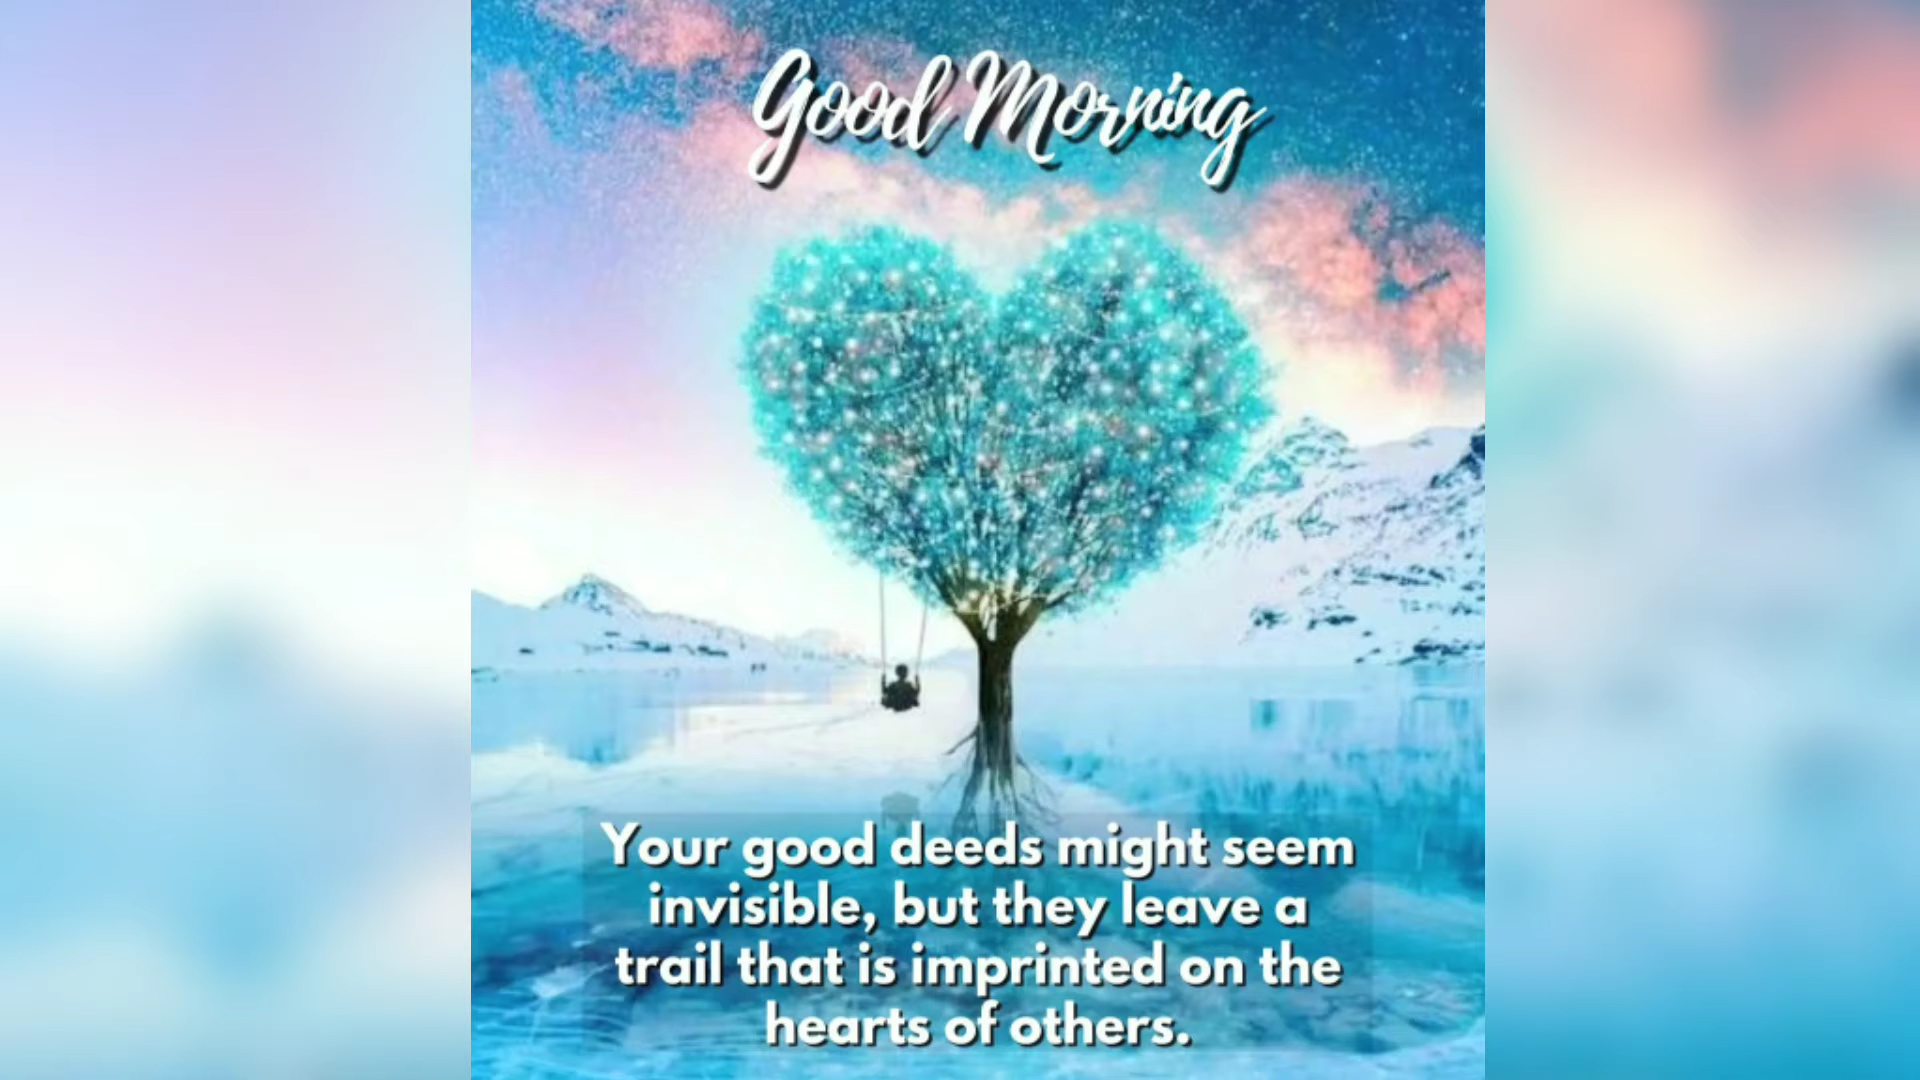 Good Morning
Your good deeds might seem
invisible, but they leave a
trail that is imprinted on the
hearts of others.